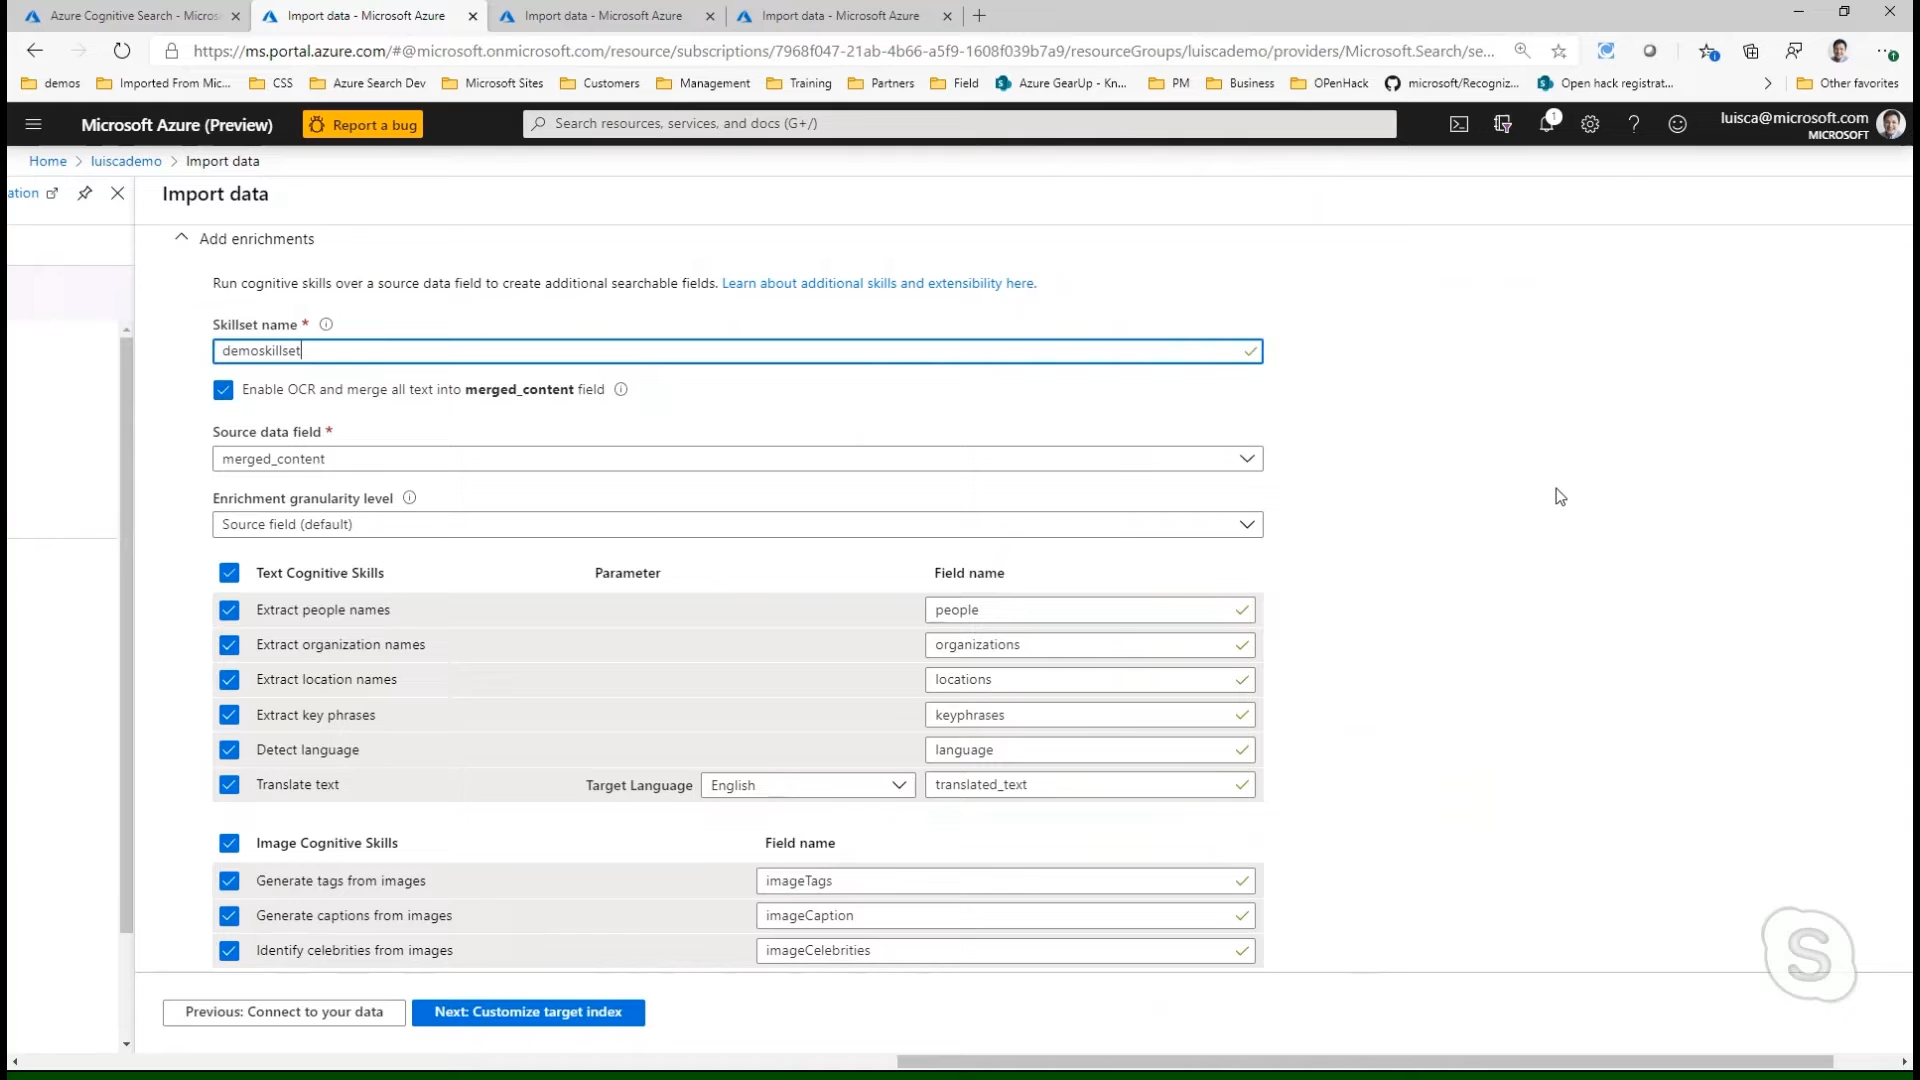 Azure Cognitive Search - Micros
Import data - Microsoft Azure
Import data - Microsoft Azure
Import data - Microsoft Azure
https://ms.portal.azure.com/#@microsoft.onmicrosoft.com/resource/subscriptions/7968f047-21ab-4b66-a5f9-1608f039b7a9/resourceGroups/luiscademo/providers/Microsoft.Search/se...
demos
Imported From Mic...
CSS
Azure Search Dev
Microsoft Sites
Customers
Management
Training
Partners
Field
Azure GearUp - Kn...
PM
Business
OPenHack
microsoft/Recogniz...
Open hack registrat...
Other favorites
Microsoft Azure (Preview)
Report a bug
Search resources, services, and docs (G+/)
1
luisca@microsoft.com
MICROSOFT
Home > luiscademo > Import data
ation
Import data
Add enrichments
Run cognitive skills over a source data field to create additional searchable fields. Learn about additional skills and extensibility here.
Skillset name *
demoskillset
Enable OCR and merge all text into merged_content field
Source data field *
merged_content
Enrichment granularity level
Source field (default)
Text Cognitive Skills Parameter Field name
Extract people names people
Extract organization names organizations
Extract location names locations
Extract key phrases keyphrases
Detect language language
Translate text Target Language English translated_text
Image Cognitive Skills Field name
Generate tags from images imageTags
Generate captions from images imageCaption
Identify celebrities from images imageCelebrities
Previous: Connect to your data
Next: Customize target index